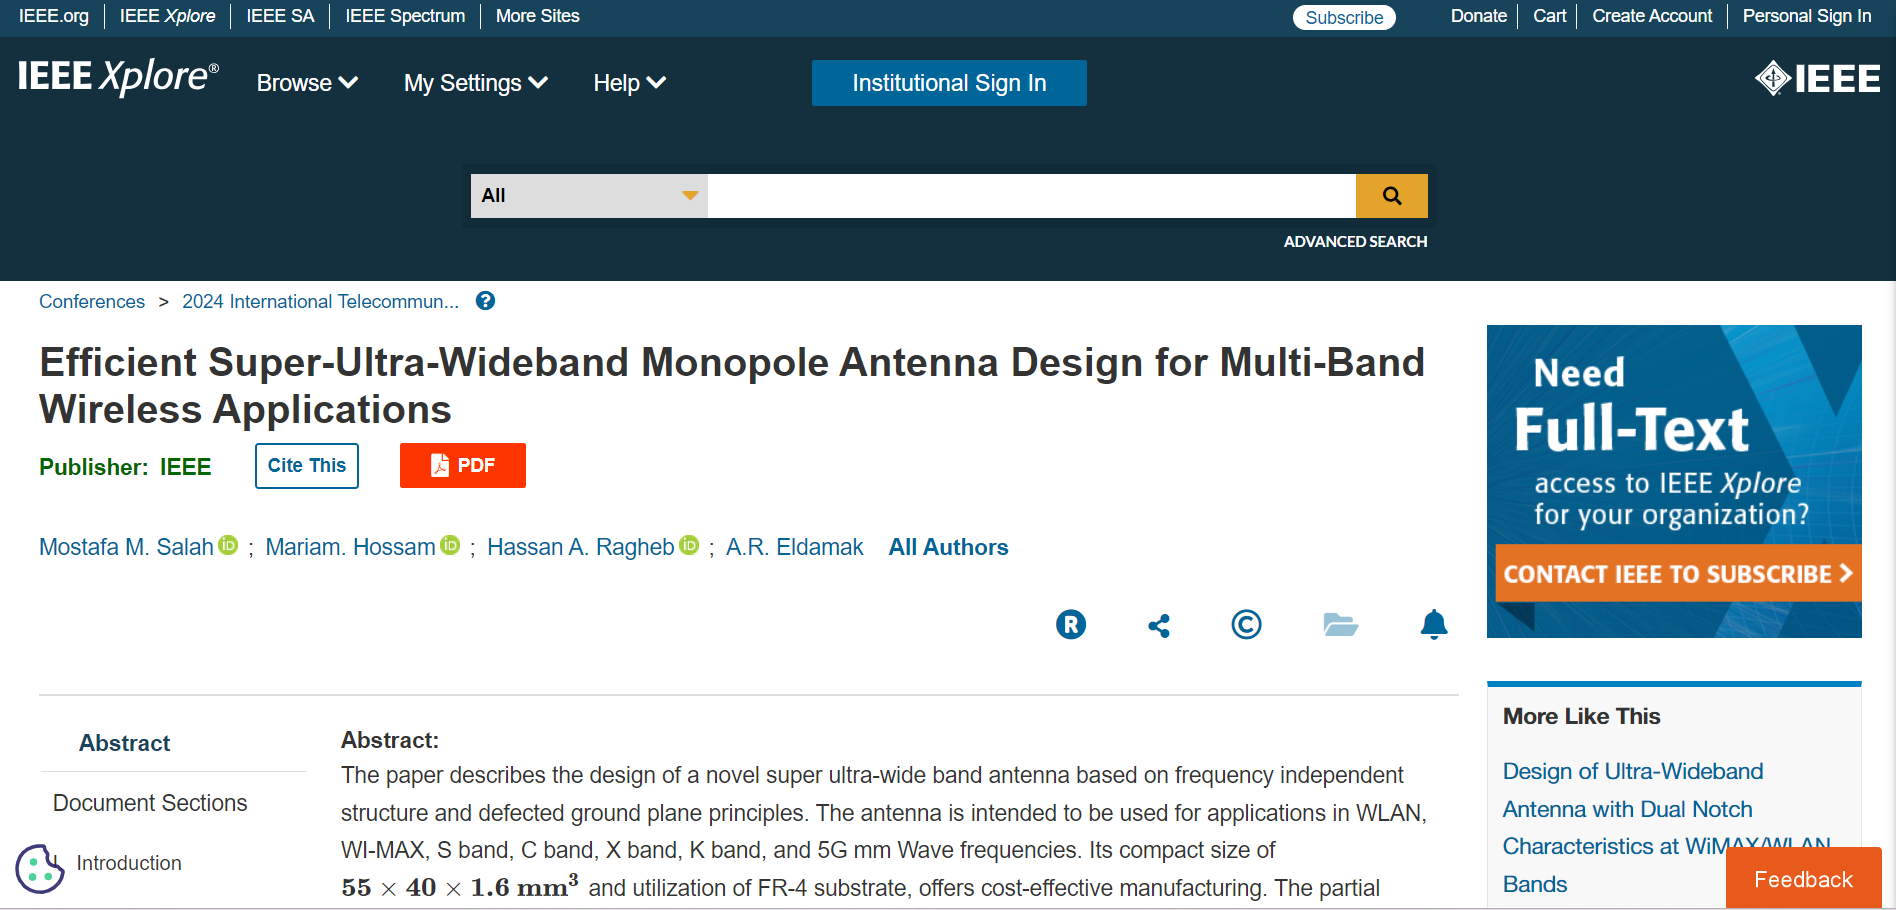 IEEE.org IEEE Xplore IEEE SA IEEE Spectrum More Sites Subscribe Donate Cart Create Account Personal Sign In
IEEE Xplore® Browse My Settings Help Institutional Sign In IEEE
All
ADVANCED SEARCH
Conferences > 2024 International Telecommun... ?
Efficient Super-Ultra-Wideband Monopole Antenna Design for Multi-Band
Wireless Applications
Publisher: IEEE Cite This PDF
Mostafa M. Salah iD ; Mariam. Hossam iD ; Hassan A. Ragheb iD ; A.R. Eldamak All Authors
R ©
Abstract
Document Sections
I. Introduction
Abstract:
The paper describes the design of a novel super ultra-wide band antenna based on frequency independent
structure and defected ground plane principles. The antenna is intended to be used for applications in WLAN,
WI-MAX, S band, C band, X band, K band, and 5G mm Wave frequencies. Its compact size of
55 × 40 × 1.6 mm³ and utilization of FR-4 substrate, offers cost-effective manufacturing. The partial
Need
Full-Text
access to IEEE Xplore
for your organization?
CONTACT IEEE TO SUBSCRIBE >
More Like This
Design of Ultra-Wideband
Antenna with Dual Notch
Characteristics at WiMAX/WLAN
Bands
Feedback